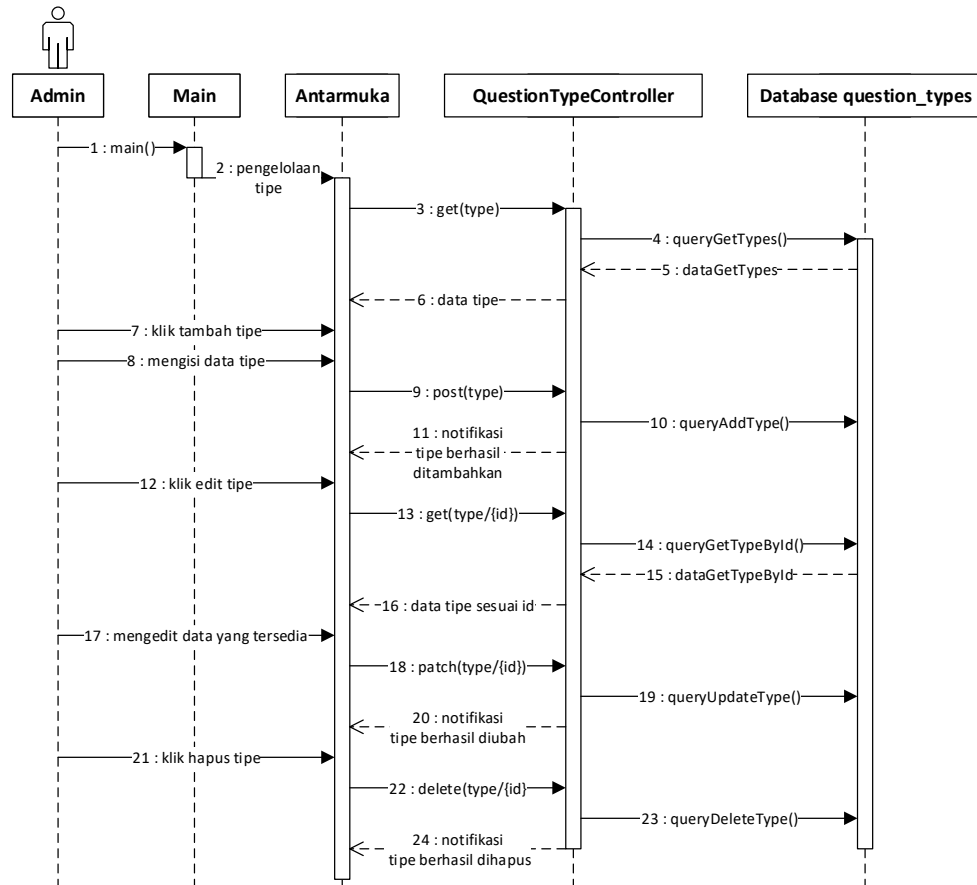 Admin
Main
Antarmuka
QuestionTypeController
Database question_types
1 : main()
2 : pengelolaan
tipe
3 : get(type)
4 : queryGetTypes()
5 : dataGetTypes
6 : data tipe
7 : klik tambah tipe
8 : mengisi data tipe
9 : post(type)
10 : queryAddType()
11 : notifikasi
tipe berhasil
ditambahkan
12 : klik edit tipe
13 : get(type/{id})
14 : queryGetTypeById()
15 : dataGetTypeById
16 : data tipe sesuai id
17 : mengedit data yang tersedia
18 : patch(type/{id})
19 : queryUpdateType()
20 : notifikasi
tipe berhasil diubah
21 : klik hapus tipe
22 : delete(type/{id}
23 : queryDeleteType()
24 : notifikasi
tipe berhasil dihapus